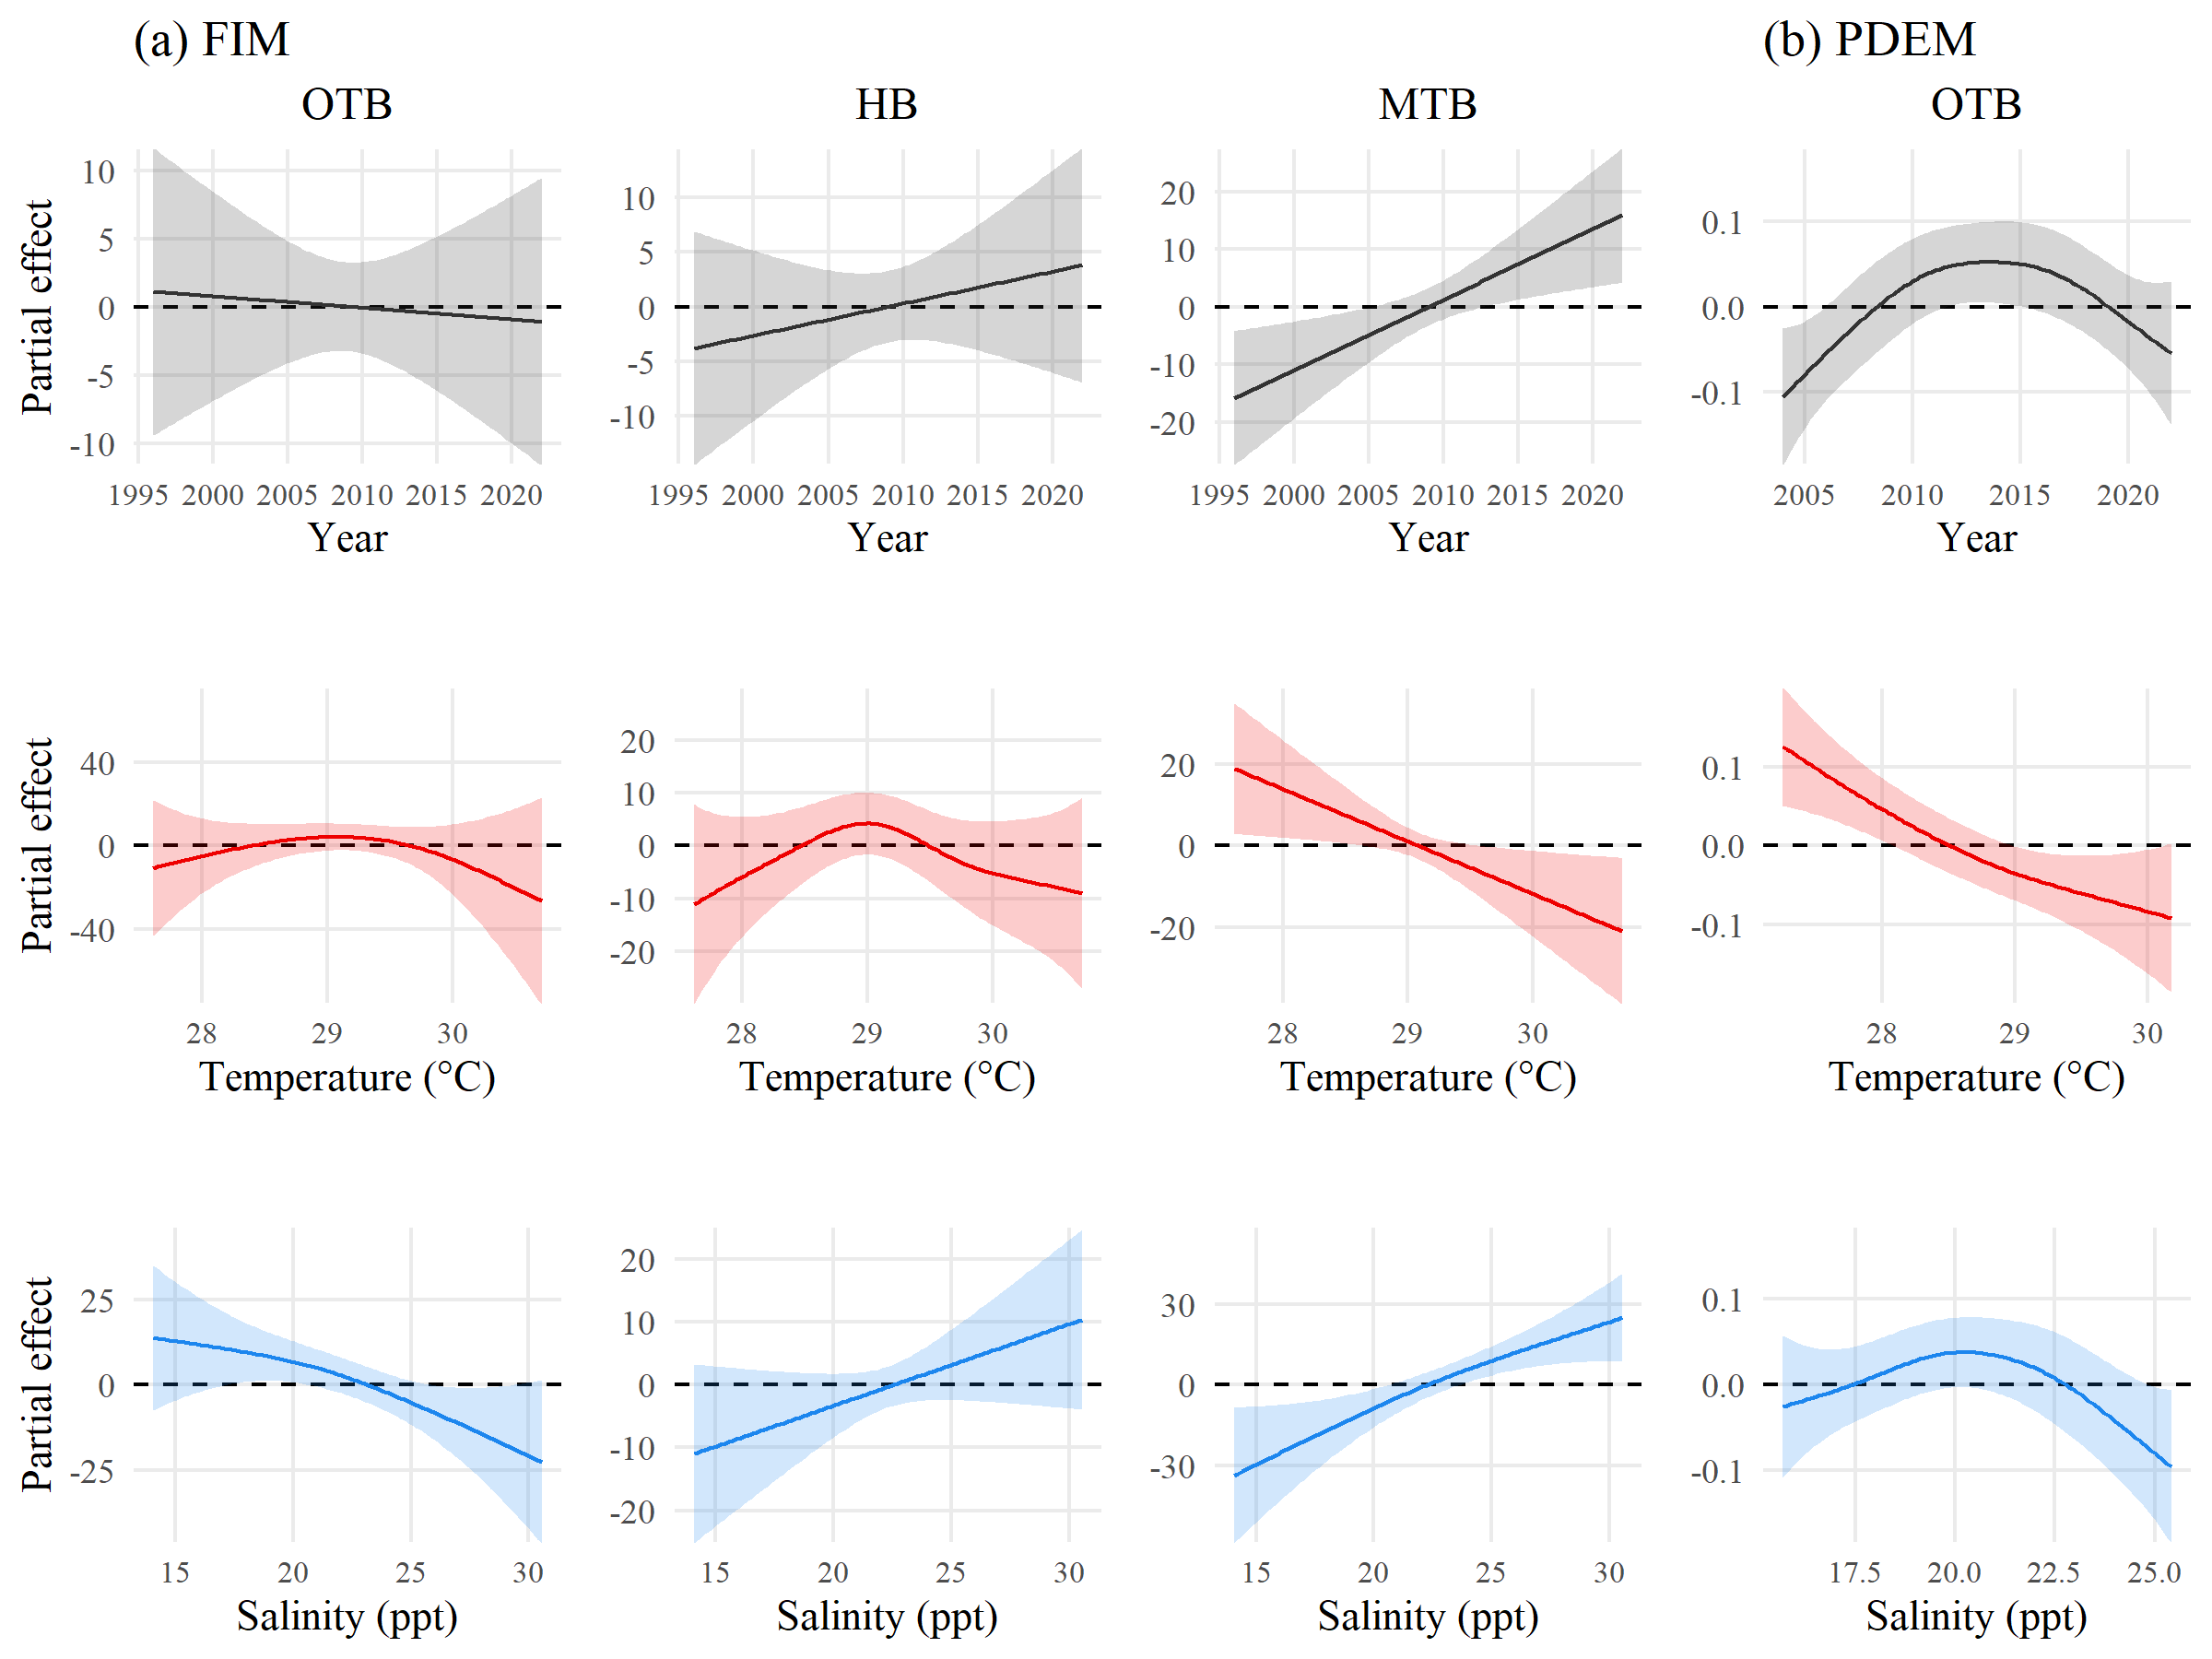 (a) FIM (b) PDEM
OTB HB MTB OTB
Partial effect
10
5
0
-5
-10
1995 2000 2005 2010 2015 2020
Year
10
5
0
-5
-10
1995 2000 2005 2010 2015 2020
Year
20
10
0
-10
-20
1995 2000 2005 2010 2015 2020
Year
0.1
0.0
-0.1
2005 2010 2015 2020
Year
Partial effect
40
0
-40
28 29 30
Temperature (°C)
20
10
0
-10
-20
28 29 30
Temperature (°C)
20
0
-20
28 29 30
Temperature (°C)
0.1
0.0
-0.1
28 29 30
Temperature (°C)
Partial effect
25
0
-25
15 20 25 30
Salinity (ppt)
20
10
0
-10
-20
15 20 25 30
Salinity (ppt)
30
0
-30
15 20 25 30
Salinity (ppt)
0.1
0.0
-0.1
17.5 20.0 22.5 25.0
Salinity (ppt)